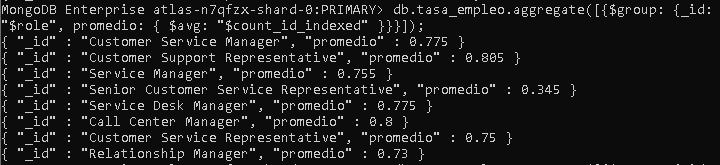 MongoDB Enterprise atlas-n7qfzx-shard-0:PRIMARY> db.tasa_empleo.aggregate([{$group: {_id:
"$role", promedio: { $avg: "$count_id_indexed" }}}]);
{ "_id" : "Customer Service Manager", "promedio" : 0.775 }
{ "_id" : "Customer Support Representative", "promedio" : 0.805 }
{ "_id" : "Service Manager", "promedio" : 0.755 }
{ "_id" : "Senior Customer Service Representative", "promedio" : 0.345 }
{ "_id" : "Service Desk Manager", "promedio" : 0.775 }
{ "_id" : "Call Center Manager", "promedio" : 0.8 }
{ "_id" : "Customer Service Representative", "promedio" : 0.75 }
{ "_id" : "Relationship Manager", "promedio" : 0.73 }